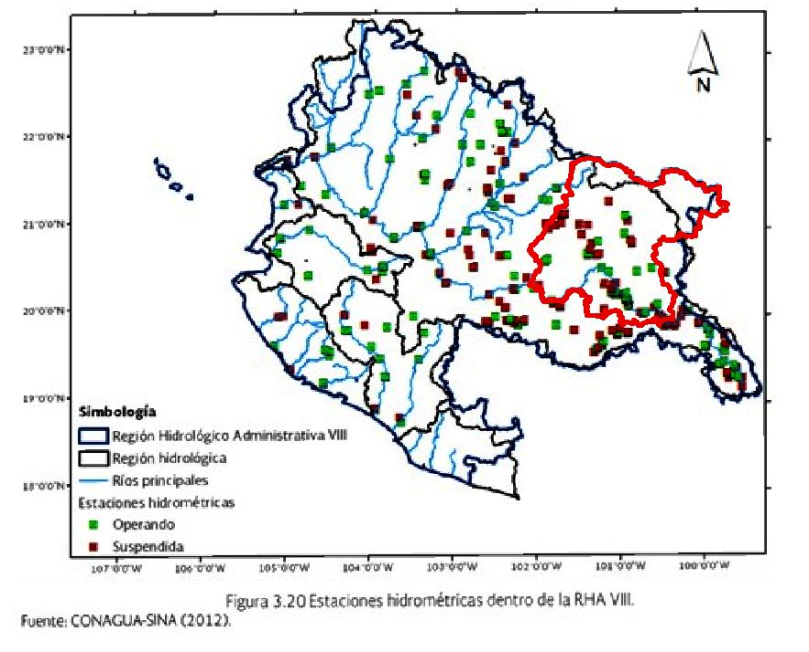 23°0'0"N
N
22°0'0"N
21°0'0"N
20°0'0"N
19°0'0"N
Simbología
Región Hidrológico Administrativa VIII
Región hidrológica
Ríos principales
18°0'0"N
Estaciones hidrométricas
Operando
Suspendida
107°0'0"W 106°0'0"W 105°0'0"W 104°0'0"W 103°0'0"W 102°0'0"W 101°0'0"W 100°0'0"W
Figura 3.20 Estaciones hidrométricas dentro de la RHA VIII.
Fuente: CONAGUA-SINA (2012).